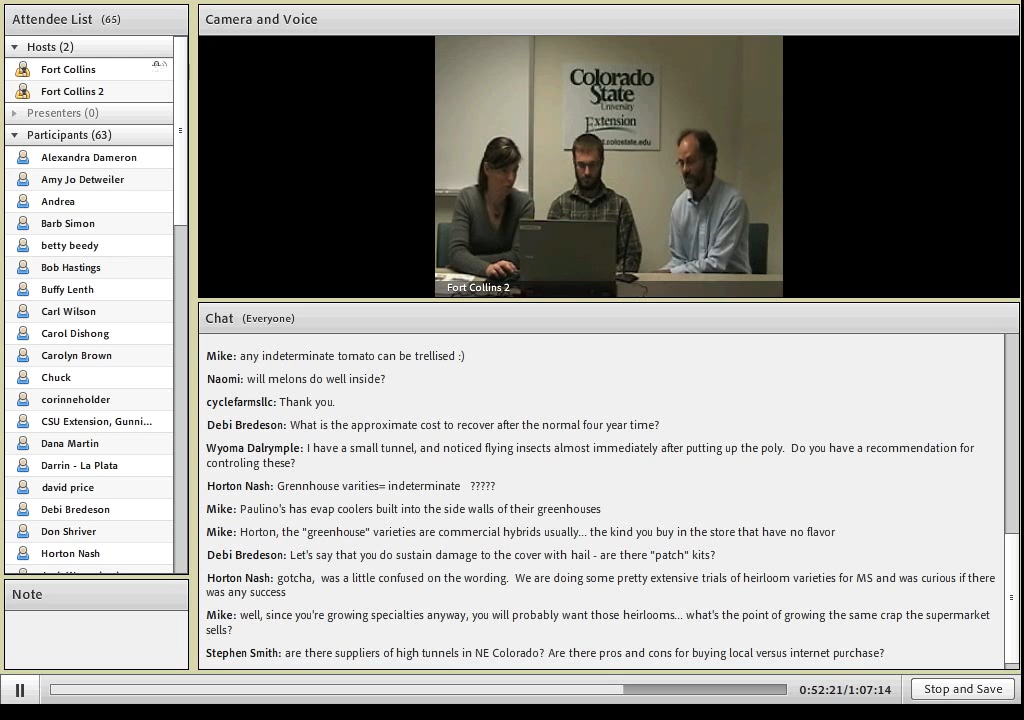 Attendee List (65)
Hosts (2)
Fort Collins
Fort Collins 2
Presenters (0)
Participants (63)
Alexandra Dameron
Amy Jo Detweiler
Andrea
Barb Simon
betty beedy
Bob Hastings
Buffy Lenth
Carl Wilson
Carol Dishong
Carolyn Brown
Chuck
corinneholder
CSU Extension, Gunni...
Dana Martin
Darrin - La Plata
david price
Debi Bredeson
Don Shriver
Horton Nash
Note
Camera and Voice
Colorado
State
University
Extension
t.colostate.edu
Fort Collins 2
Chat (Everyone)
Mike: any indeterminate tomato can be trellised :)
Naomi: will melons do well inside?
cyclefarmsllc: Thank you.
Debi Bredeson: What is the approximate cost to recover after the normal four year time?
Wyoma Dalrymple: I have a small tunnel, and noticed flying insects almost immediately after putting up the poly. Do you have a recommendation for
controling these?
Horton Nash: Grennhouse varities= indeterminate ?????
Mike: Paulino's has evap coolers built into the side walls of their greenhouses
Mike: Horton, the "greenhouse" varieties are commercial hybrids usually... the kind you buy in the store that have no flavor
Debi Bredeson: Let's say that you do sustain damage to the cover with hail - are there "patch" kits?
Horton Nash: gotcha, was a little confused on the wording. We are doing some pretty extensive trials of heirloom varieties for MS and was curious if there
was any success
Mike: well, since you're growing specialties anyway, you will probably want those heirlooms... what's the point of growing the same crap the supermarket
sells?
Stephen Smith: are there suppliers of high tunnels in NE Colorado? Are there pros and cons for buying local versus internet purchase?
0:52:21/1:07:14
Stop and Save